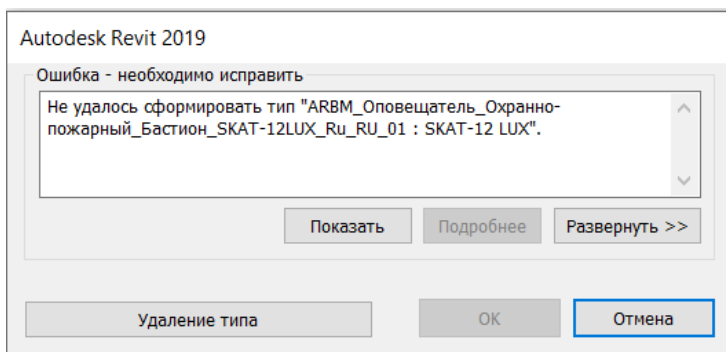 Autodesk Revit 2019
Ошибка - необходимо исправить
Не удалось сформировать тип "ARBM_Оповещатель_Охранно-
пожарный_Бастион_SKAT-12LUX_Ru_RU_01 : SKAT-12 LUX".
Показать
Подробнее
Развернуть >>
Удаление типа
ОК
Отмена